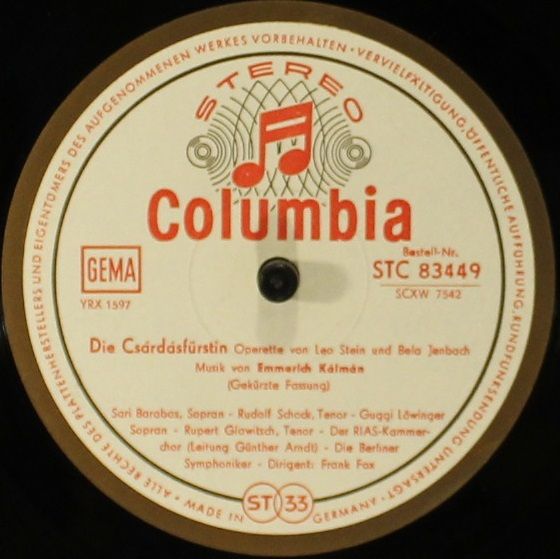 • ALLE RECHTE DES PLATTENHERSTELLERS UND EIGENTÜMERS DES AUFGENOMMENEN WERKES VORBEHALTEN • VERVIELFÄLTIGUNG, ÖFFENTLICHE AUFFÜHRUNG, RUNDFUNKSENDUNG UNTERSAGT •
STEREO
Columbia
GEMA
YRX 1597
Bestell-Nr.
STC 83449
SCXW 7542
Die Csárdásfürstin Operette von Leo Stein und Bela Jenbach
Musik von Emmerich Kálmán
(Gekürzte Fassung)
Sari Barabas, Sopran - Rudolf Schock, Tenor - Guggi Löwinger
Sopran - Rupert Glawitsch, Tenor - Der RIAS-Kammer-
chor (Leitung Günther Arndt) - Die Berliner
Symphoniker - Dirigent: Frank Fox
MADE IN
ST 33
GERMANY